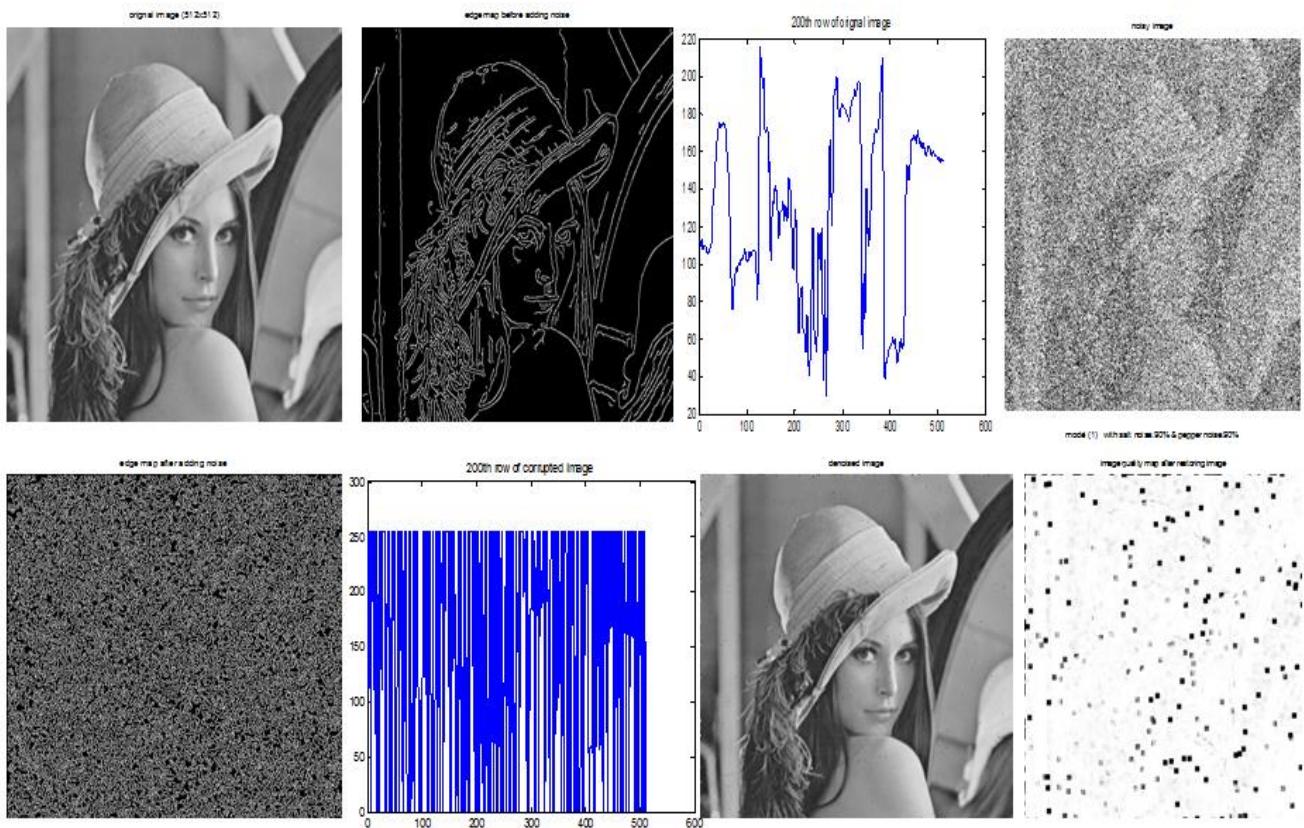 orignal image (512x512)
edge map before adding noise
200th row of orignal image
noisy image
220
200
180
160
140
120
100
80
60
40
20
0 100 200 300 400 500 600
mode (1) with salt noise 90% & pepper noise 90%
edge map after adding noise
200th row of corrupted image
denoised image
image quality map after restoring image
300
250
200
150
100
50
0
0 100 200 300 400 500 600